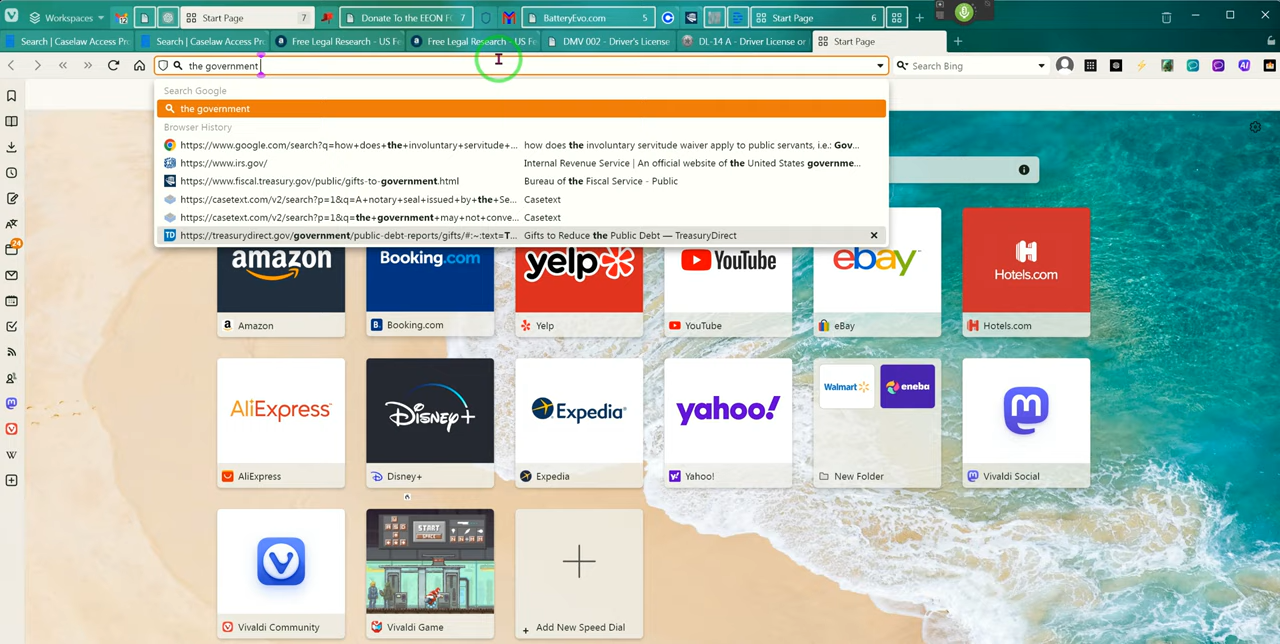 Workspaces
Start Page
7
Donate To the EEON F
7
BatteryEvo.com
5
Start Page
6
Search | Caselaw Access Pr
Search | Caselaw Access Pr
Free Legal Research - US F
Free Legal Research - US F
DMV 002 - Driver's License
DL-14 A - Driver License or
Start Page
the government
Search Bing
Search Google
the government
Browser History
https://www.google.com/search?q=how+does+the+involuntary+servitude+... how does the involuntary servitude waiver apply to public servants, i.e.: Gov...
https://www.irs.gov/ Internal Revenue Service | An official website of the United States governme...
https://www.fiscal.treasury.gov/public/gifts-to-government.html Bureau of the Fiscal Service - Public
https://casetext.com/v2/search?p=1&q=A+notary+seal+issued+by+the+Se... Casetext
https://casetext.com/v2/search?p=1&q=the+government+may+not+conve... Casetext
https://treasurydirect.gov/government/public-debt-reports/gifts/#:~:text=T... Gifts to Reduce the Public Debt — TreasuryDirect
24
amazon
Booking.com
yelp
YouTube
ebay
Hotels.com
Amazon
Booking.com
Yelp
YouTube
eBay
Hotels.com
AliExpress
Disney+
Expedia
yahoo!
Walmart
eneba
AliExpress
Disney+
Expedia
Yahoo!
New Folder
Vivaldi Social
START
SPACE
Vivaldi Community
Vivaldi Game
Add New Speed Dial